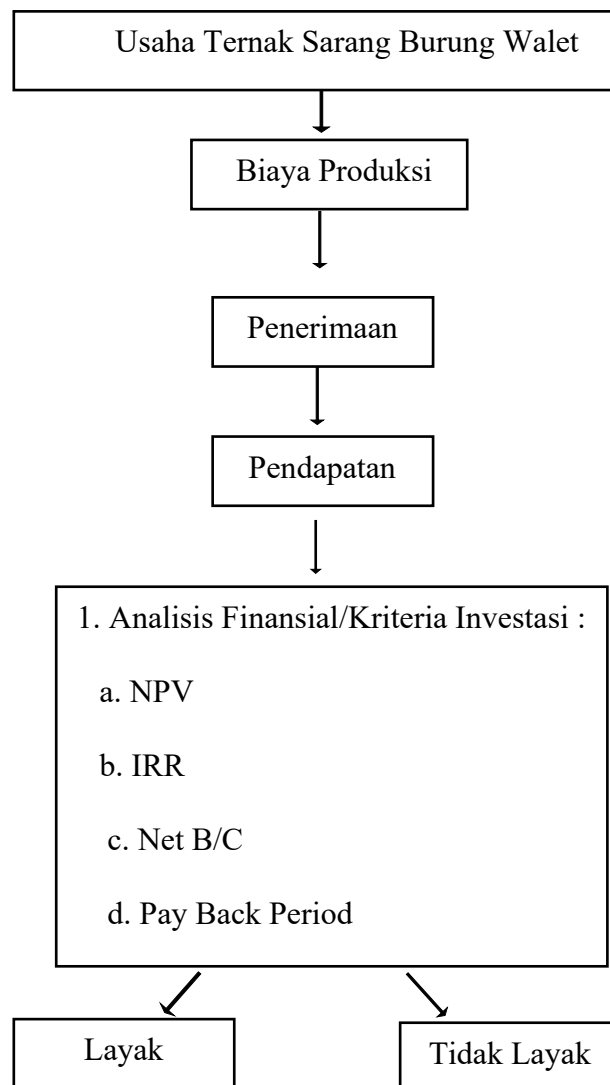 Usaha Ternak Sarang Burung Walet
Biaya Produksi
Penerimaan
Pendapatan
1. Analisis Finansial/Kriteria Investasi :
a. NPV
b. IRR
c. Net B/C
d. Pay Back Period
Layak
Tidak Layak